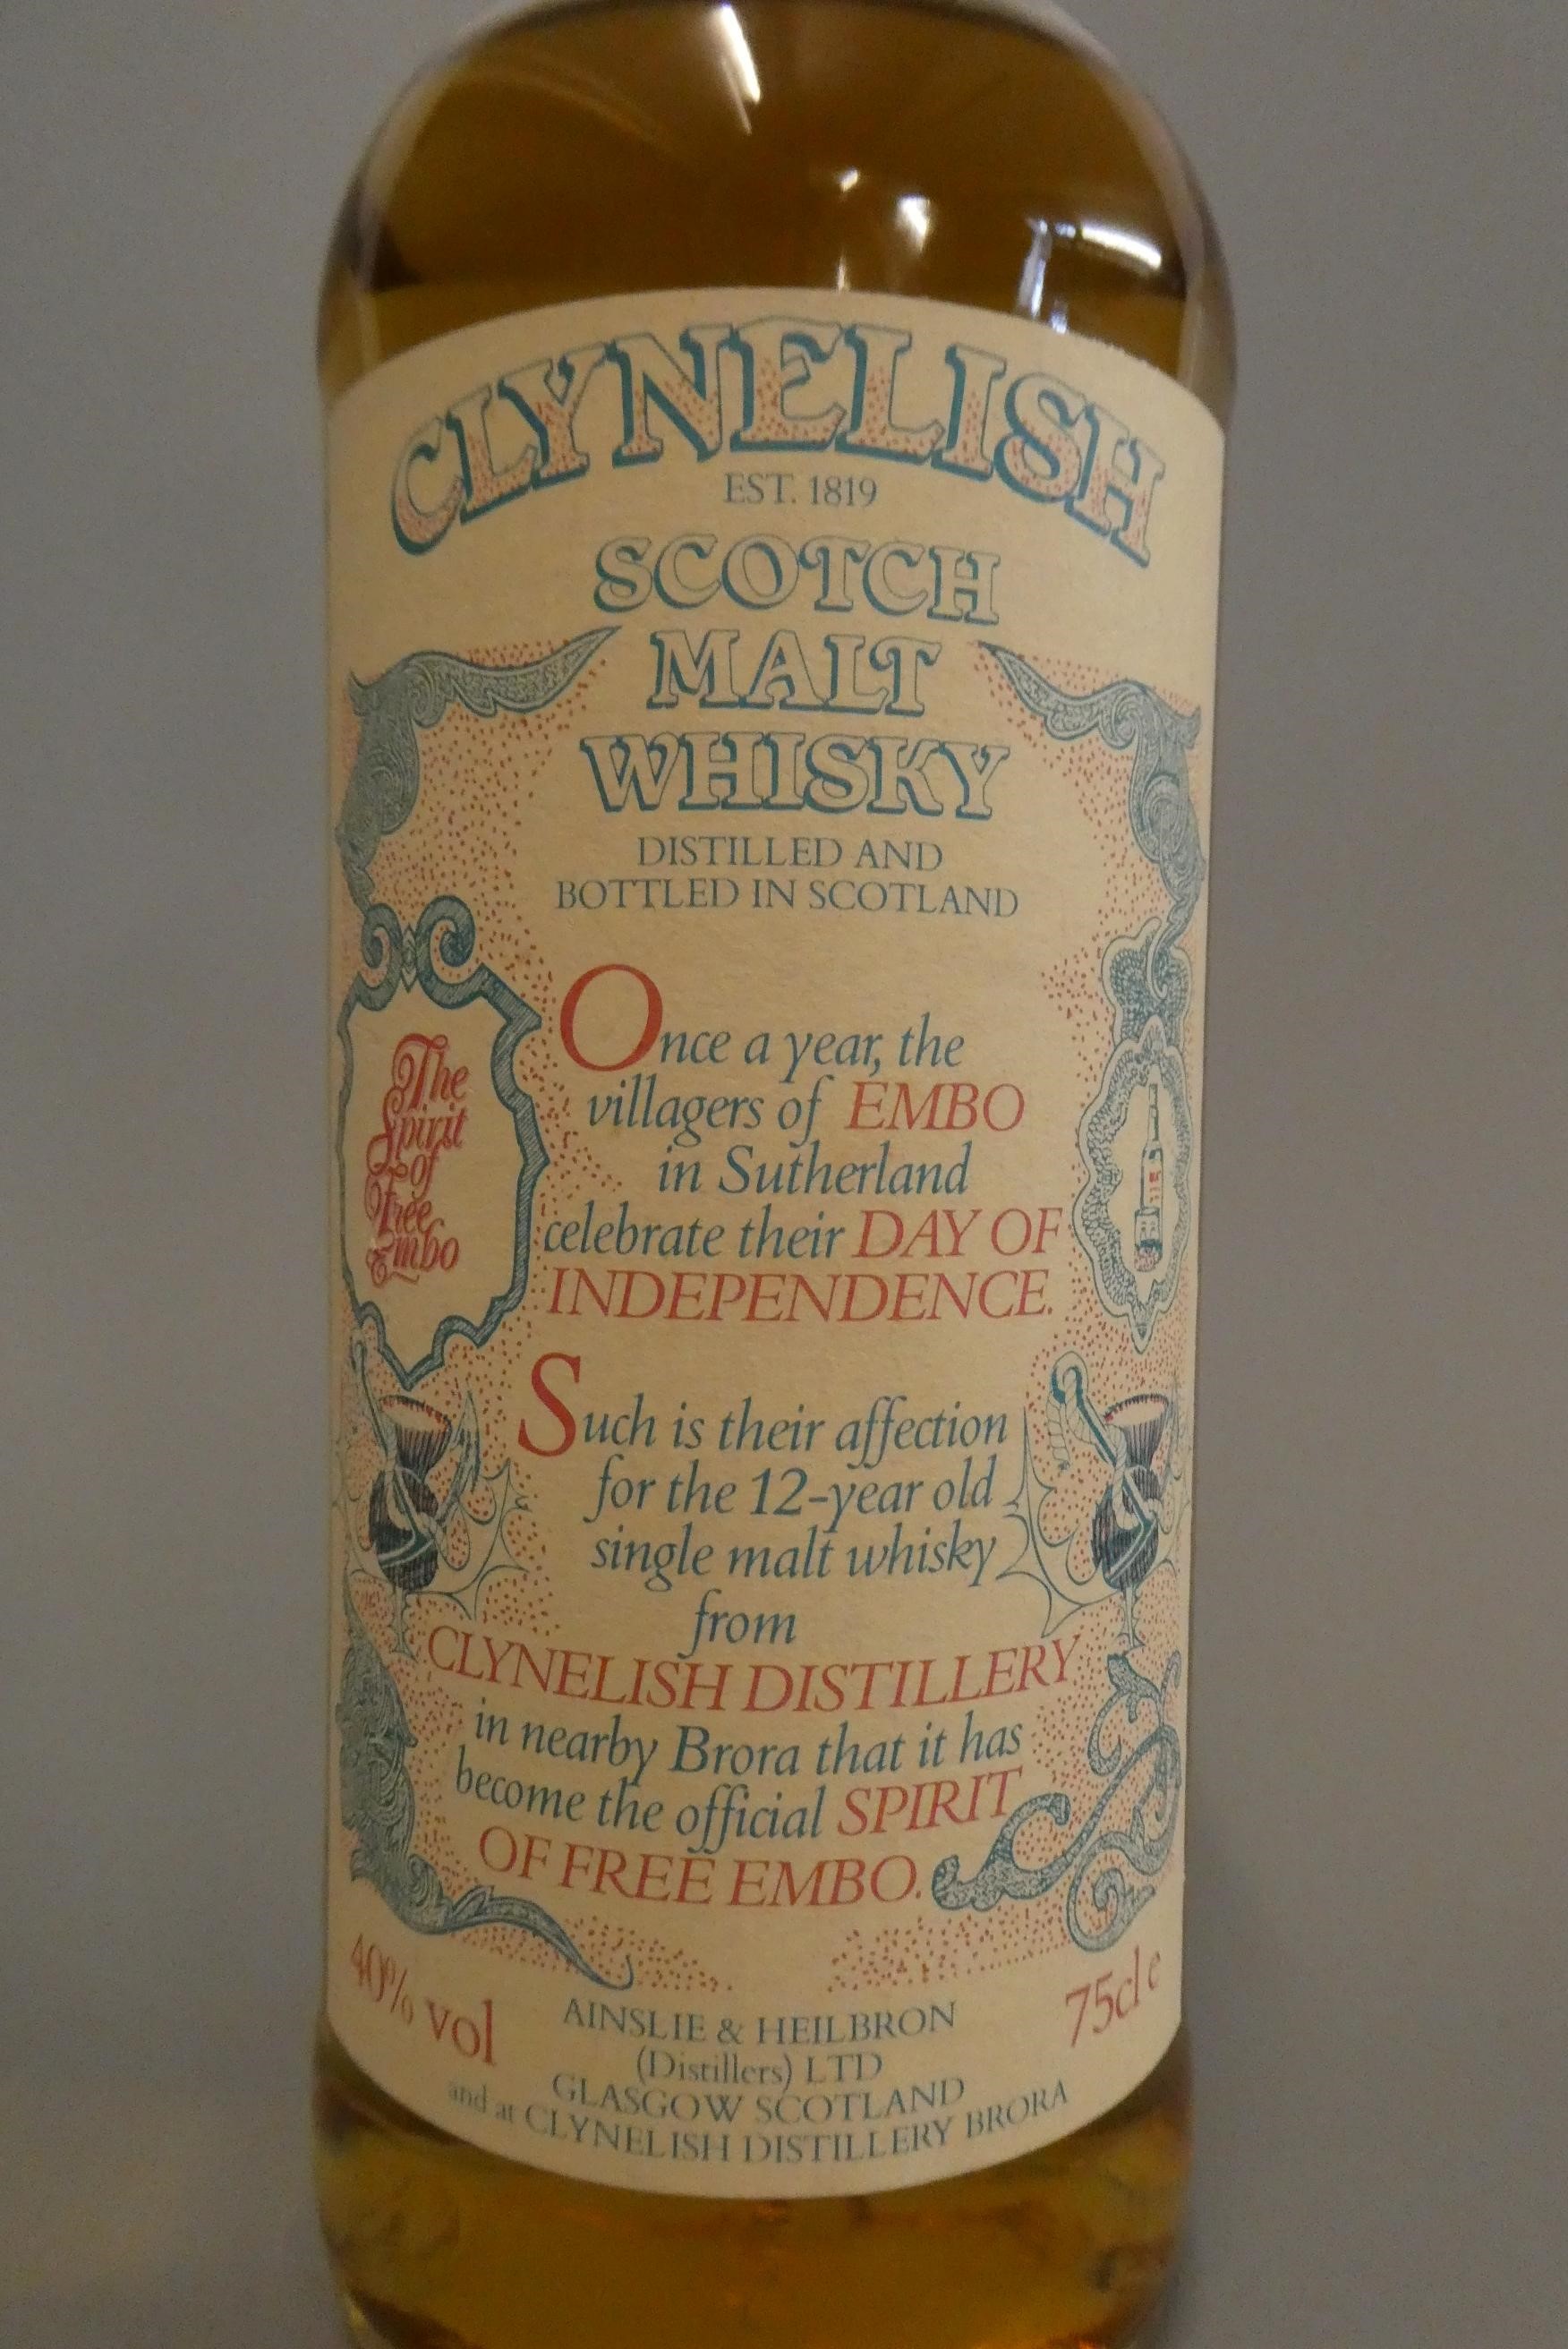 CLYNELISH
EST. 1819
SCOTCH
MALT
WHISKY
DISTILLED AND
BOTTLED IN SCOTLAND
The
Spirit
of
Free
Embo
Once a year, the
villagers of EMBO
in Sutherland
celebrate their DAY OF
INDEPENDENCE.
Such is their affection
for the 12-year old
single malt whisky
from
CLYNELISH DISTILLERY
in nearby Brora that it has
become the official SPIRIT
OF FREE EMBO.
40% vol
75cl e
AINSLIE & HEILBRON
(Distillers) LTD
GLASGOW SCOTLAND
and at CLYNELISH DISTILLERY BRORA